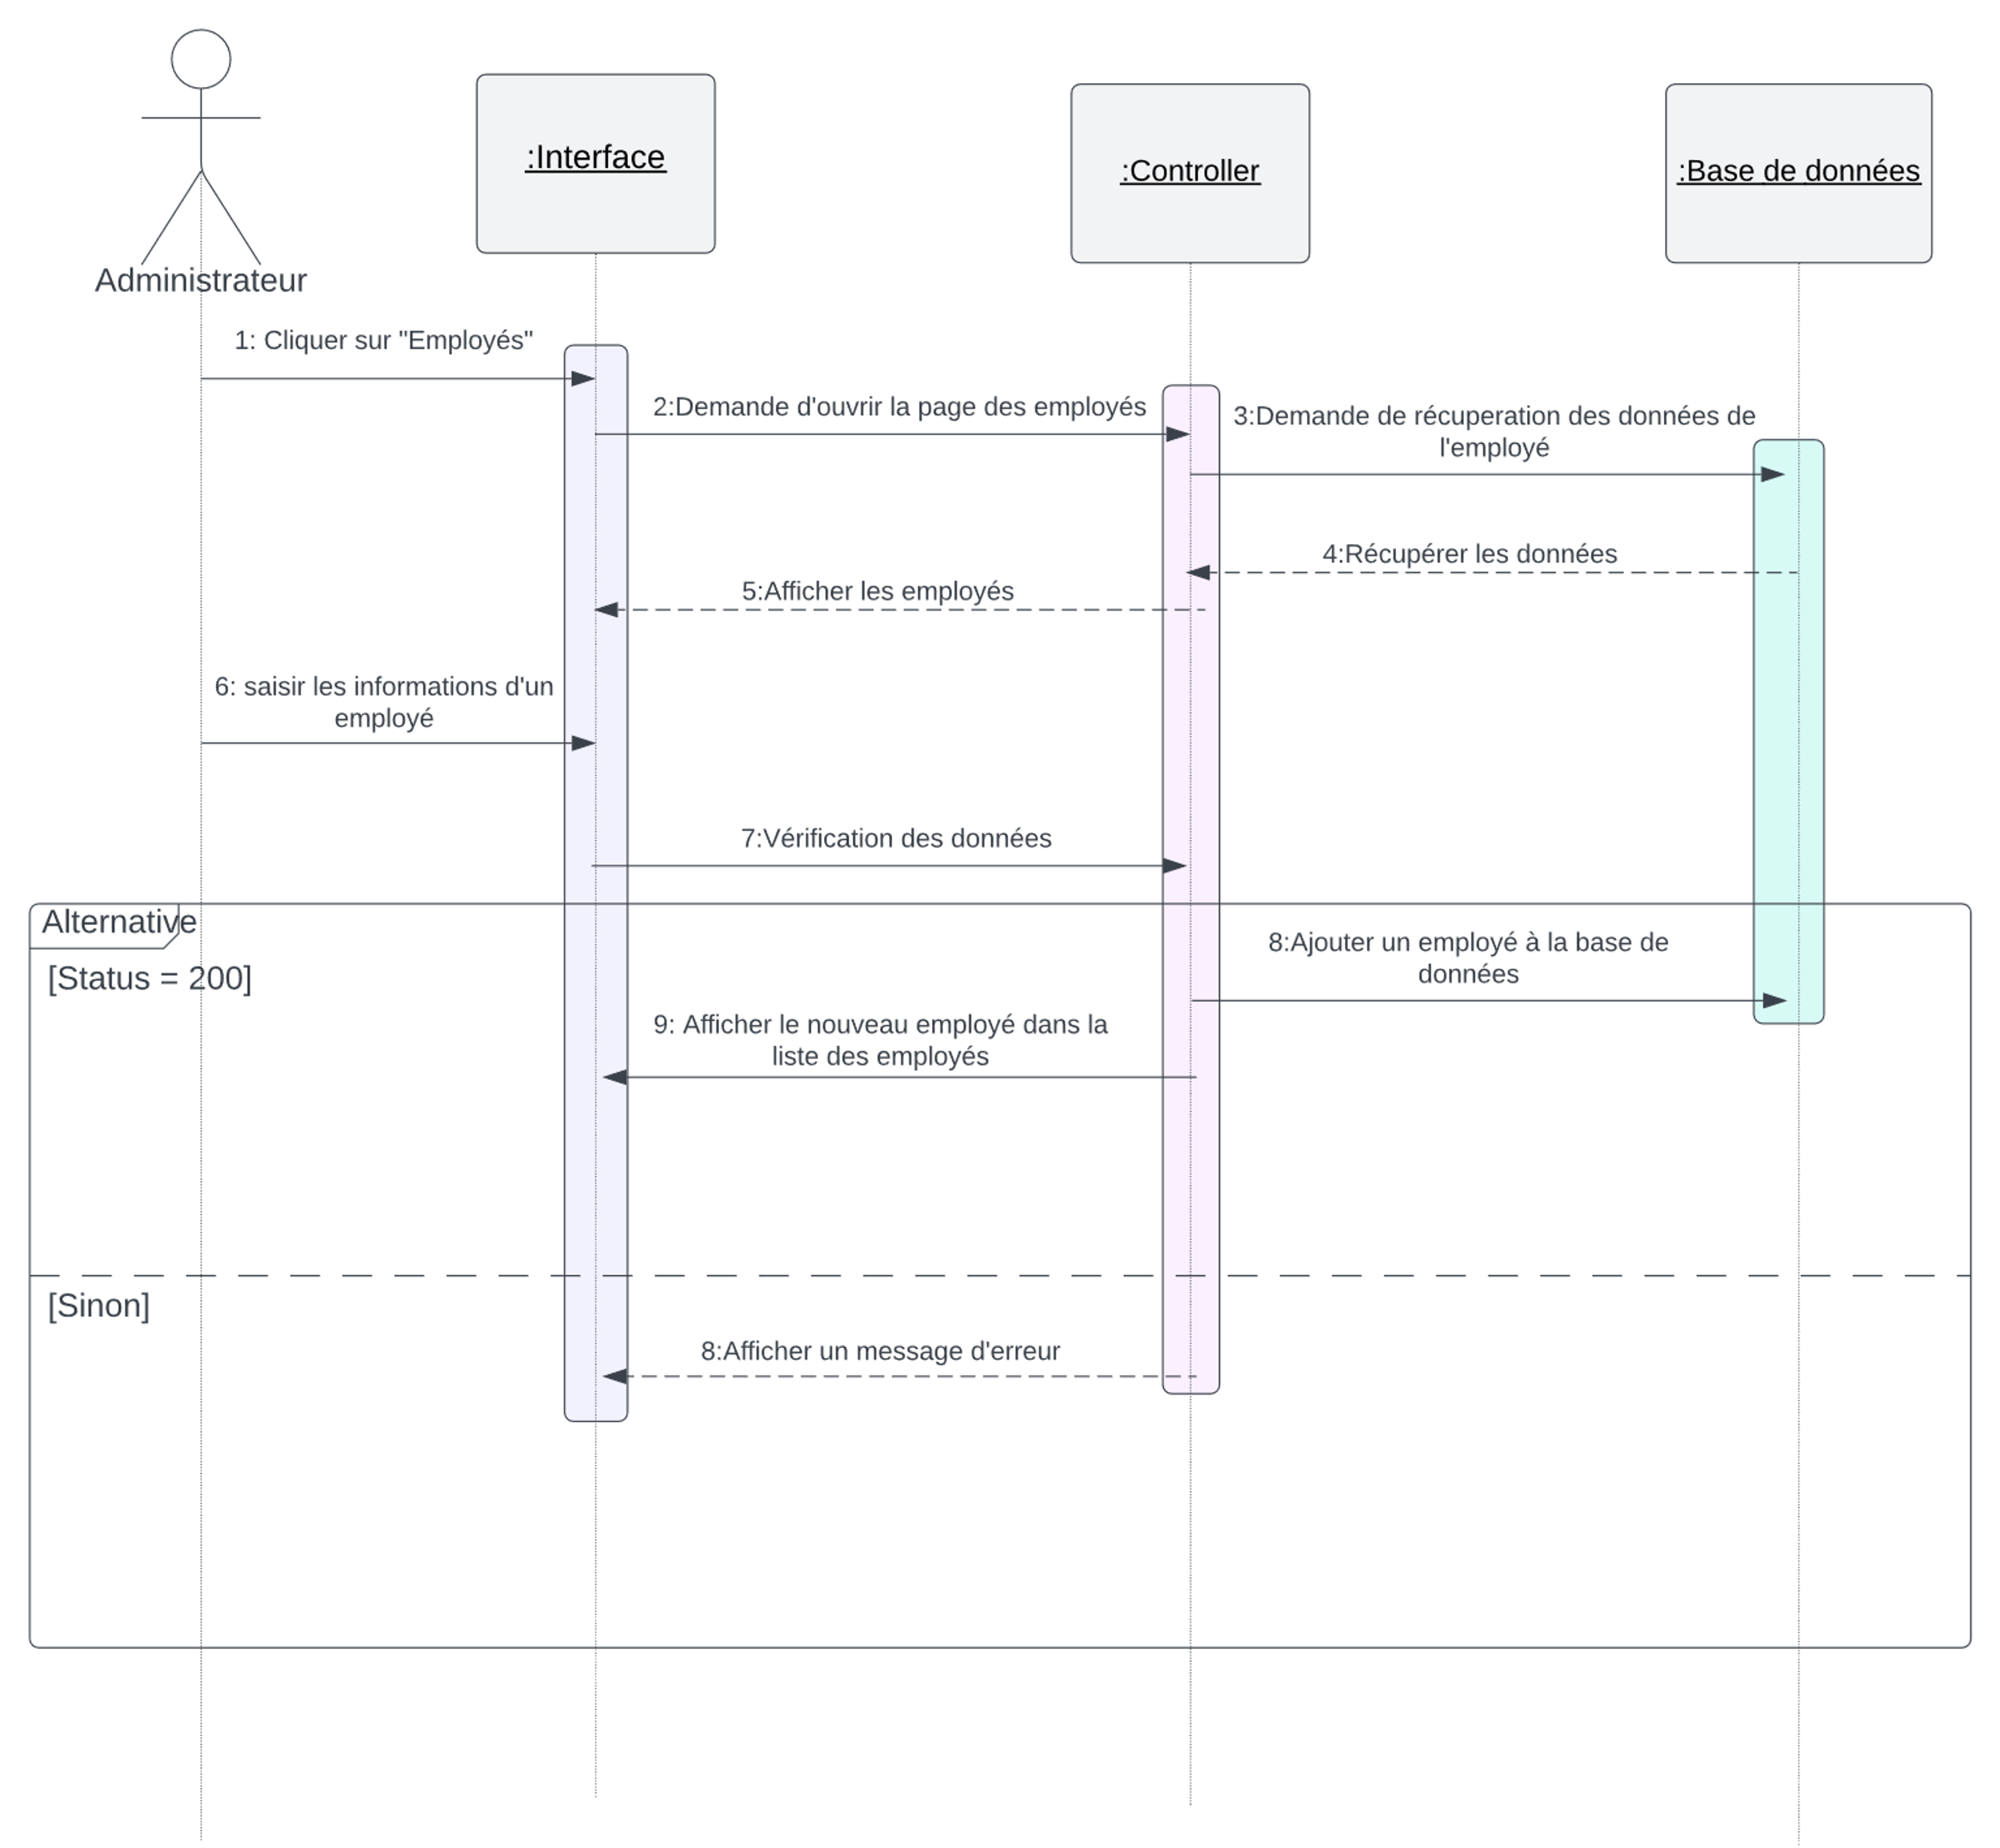 :Interface
:Controller
:Base de données
Administrateur
1: Cliquer sur "Employés"
2:Demande d'ouvrir la page des employés
3:Demande de récuperation des données de
l'employé
4:Récupérer les données
5:Afficher les employés
6: saisir les informations d'un
employé
7:Vérification des données
Alternative
[Status = 200]
8:Ajouter un employé à la base de
données
9: Afficher le nouveau employé dans la
liste des employés
[Sinon]
8:Afficher un message d'erreur